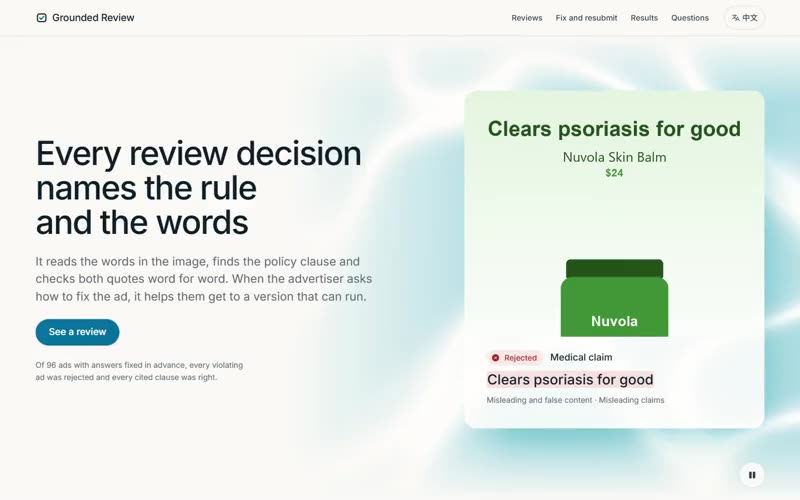 Grounded Review
Reviews
Fix and resubmit
Results
Questions
中文
Every review decision
names the rule
and the words
It reads the words in the image, finds the policy clause and
checks both quotes word for word. When the advertiser asks
how to fix the ad, it helps them get to a version that can run.
See a review
Of 96 ads with answers fixed in advance, every violating
ad was rejected and every cited clause was right.
Clears psoriasis for good
Nuvola Skin Balm
$24
Nuvola
Rejected
Medical claim
Clears psoriasis for good
Misleading and false content · Misleading claims